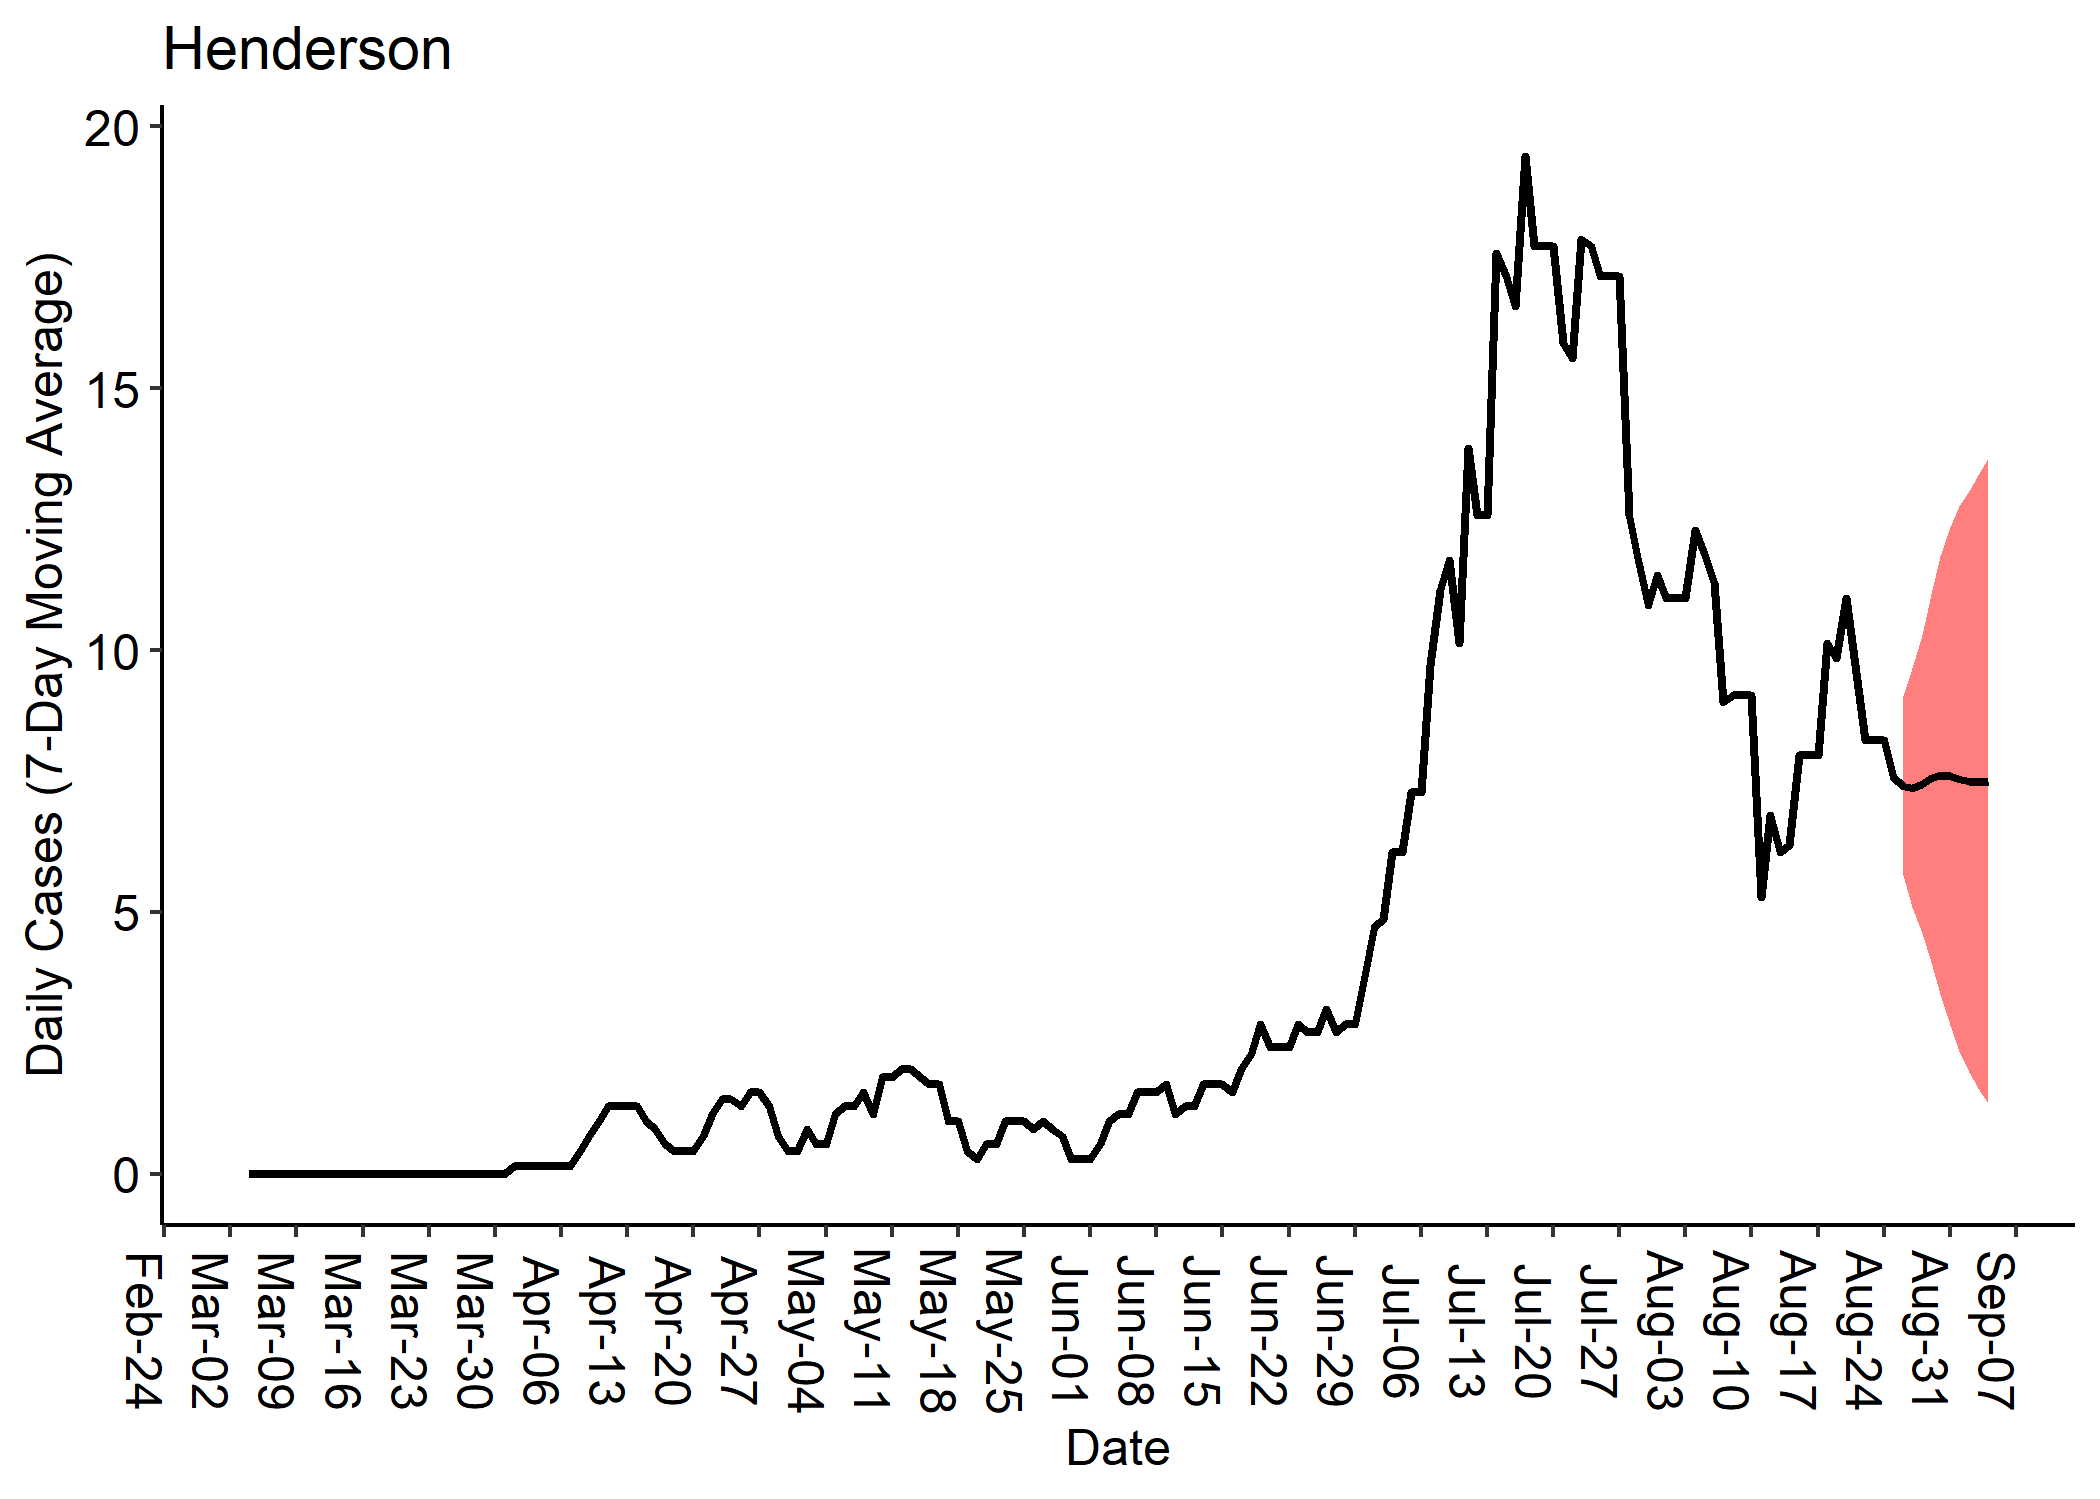 Henderson
Daily Cases (7-Day Moving Average)
20
15
10
5
0
Feb-24
Mar-02
Mar-09
Mar-16
Mar-23
Mar-30
Apr-06
Apr-13
Apr-20
Apr-27
May-04
May-11
May-18
May-25
Jun-01
Jun-08
Jun-15
Jun-22
Jun-29
Jul-06
Jul-13
Jul-20
Jul-27
Aug-03
Aug-10
Aug-17
Aug-24
Aug-31
Sep-07
Date